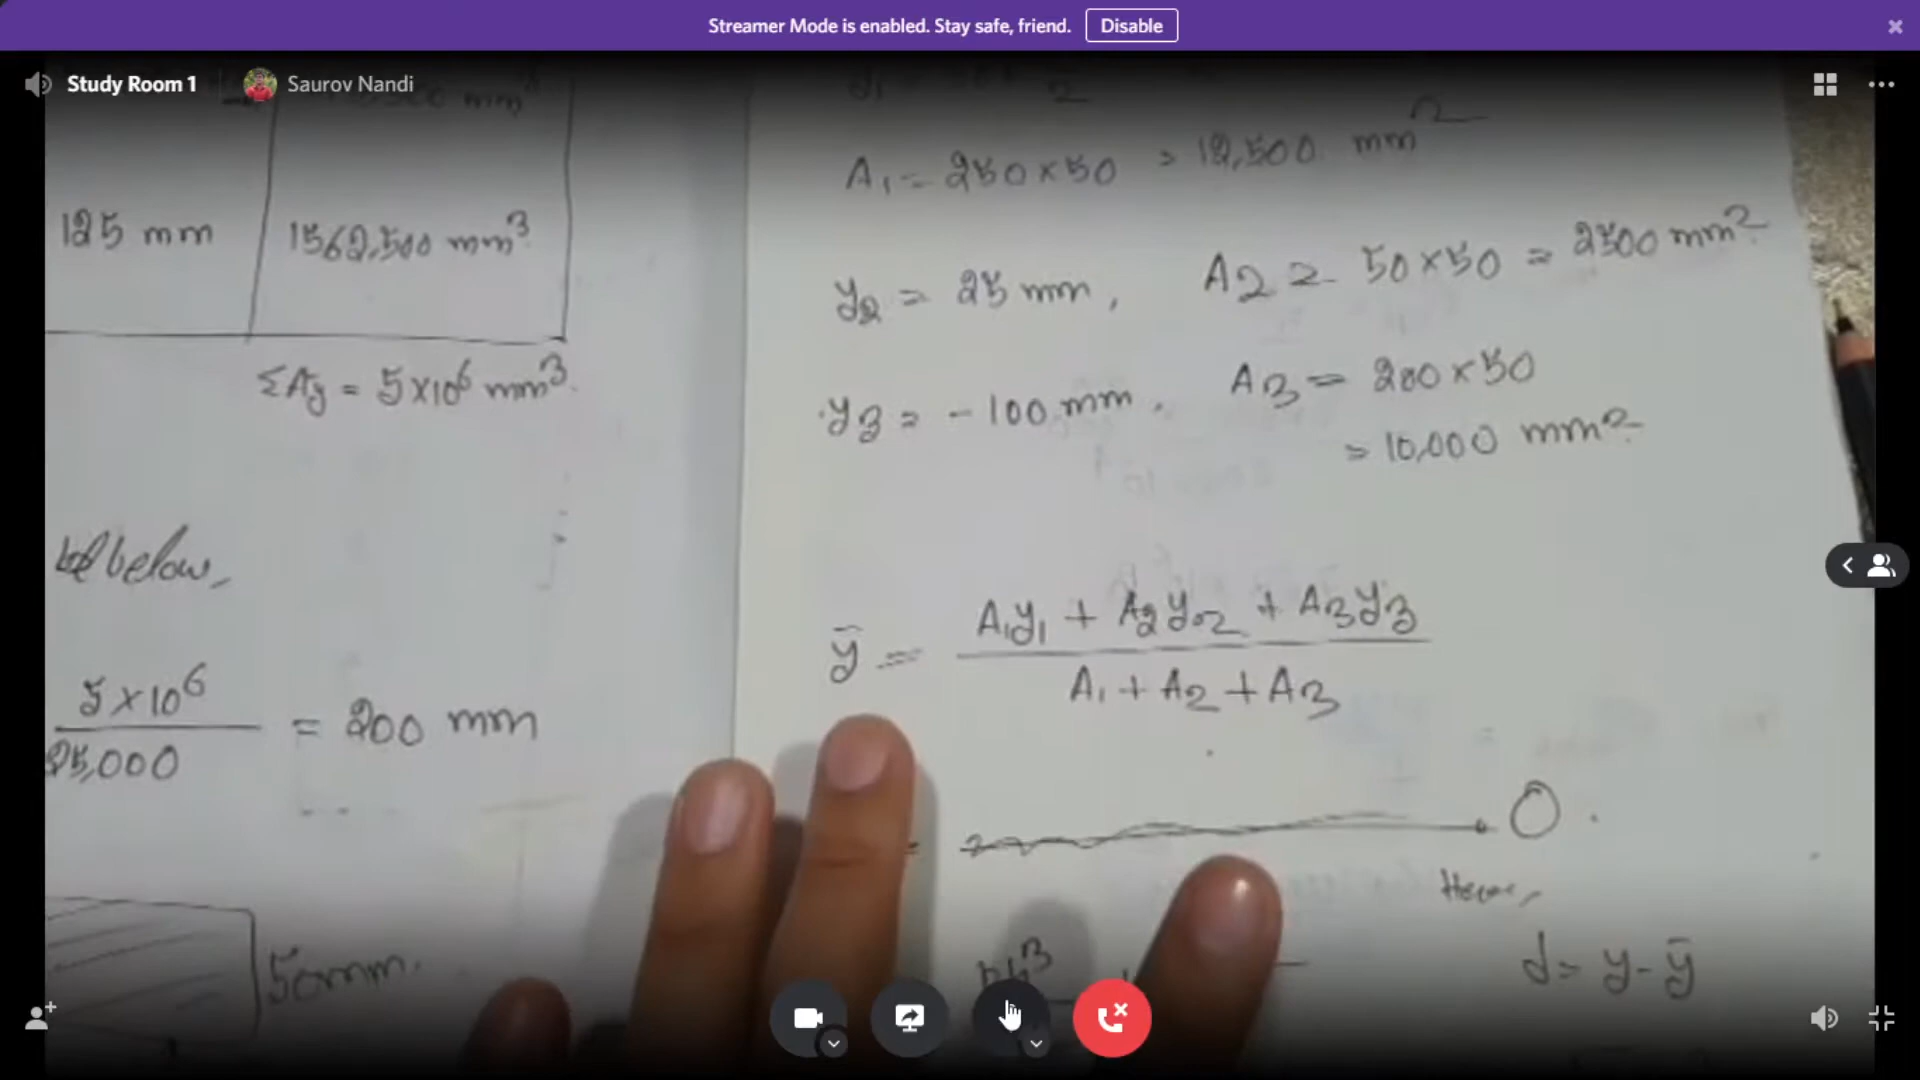 Streamer Mode is enabled. Stay safe, friend. Disable
Study Room 1 Saurov Nandi
125 mm
1562,500 mm³
ΣAy = 5×10⁶ mm³.
below,
5×10⁶
25,000
= 200 mm
50mm.
2
A₁ = 250×50 = 12,500 mm²
y₂ = 25 mm, A₂ = 50×50 = 2500 mm²
y₃ = -100 mm, A₃ = 200×50
= 10,000 mm²
ȳ = A₁y₁ + A₂y₂ + A₃y₃
A₁ + A₂ + A₃
= 0.
Here,
bh³
d = y - ȳ